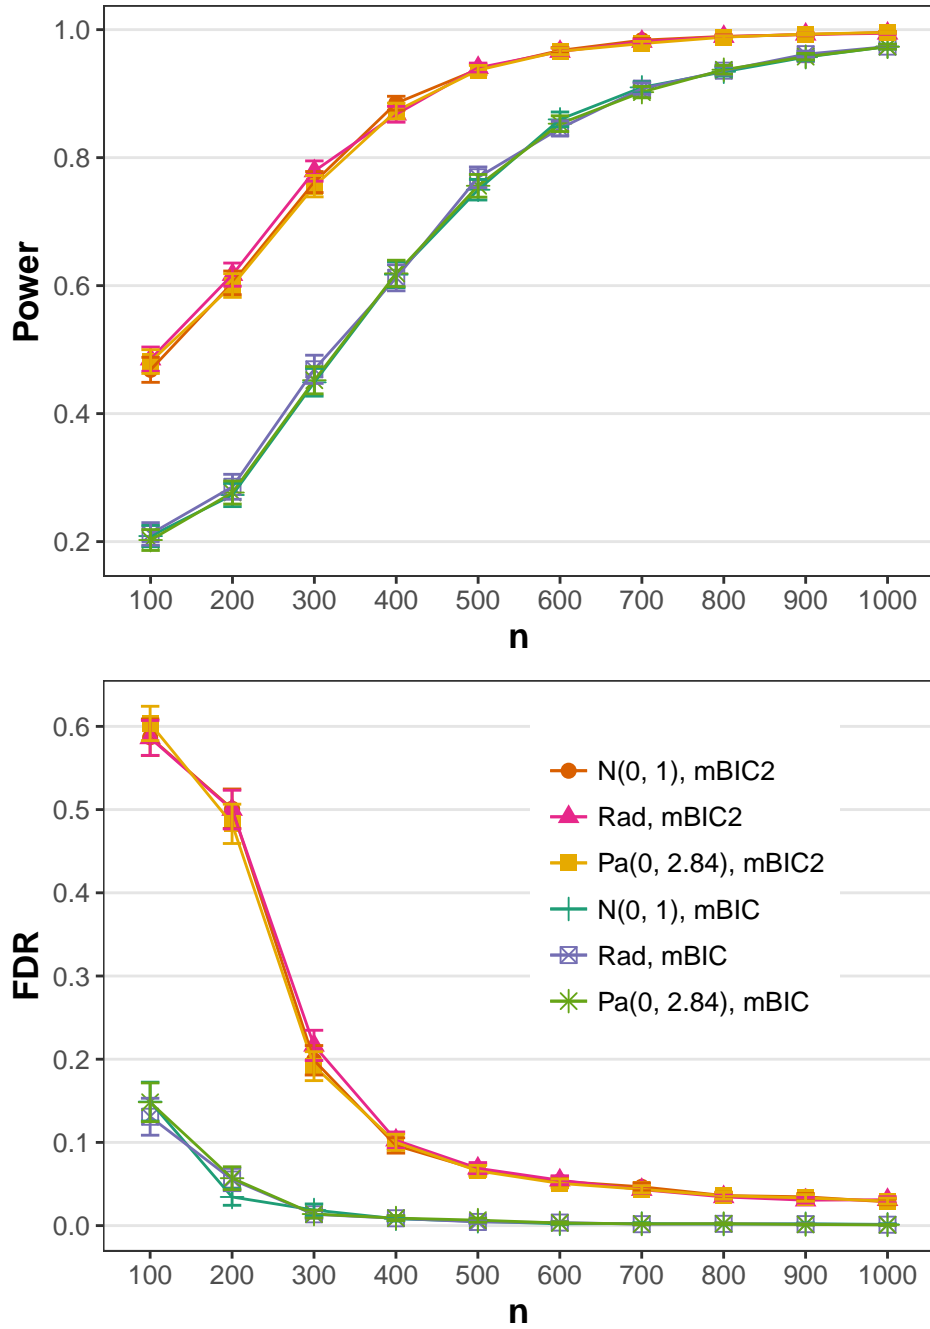 1.0
0.8
0.6
0.4
0.2
Power
100 200 300 400 500 600 700 800 900 1000
n
0.6
0.5
0.4
0.3
0.2
0.1
0.0
FDR
N(0, 1), mBIC2
Rad, mBIC2
Pa(0, 2.84), mBIC2
N(0, 1), mBIC
Rad, mBIC
Pa(0, 2.84), mBIC
100 200 300 400 500 600 700 800 900 1000
n